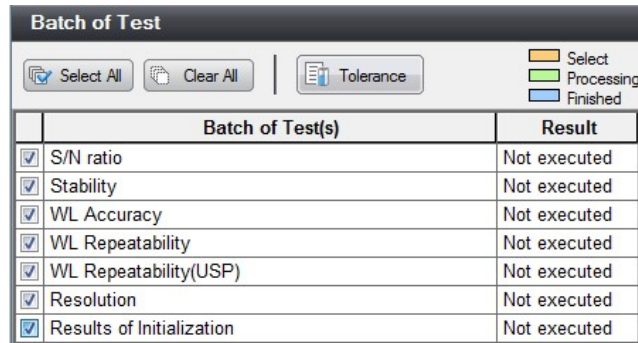 Batch of Test
Select All Clear All Tolerance
Select
Processing
Finished
Batch of Test(s) Result
S/N ratio Not executed
Stability Not executed
WL Accuracy Not executed
WL Repeatability Not executed
WL Repeatability(USP) Not executed
Resolution Not executed
Results of Initialization Not executed